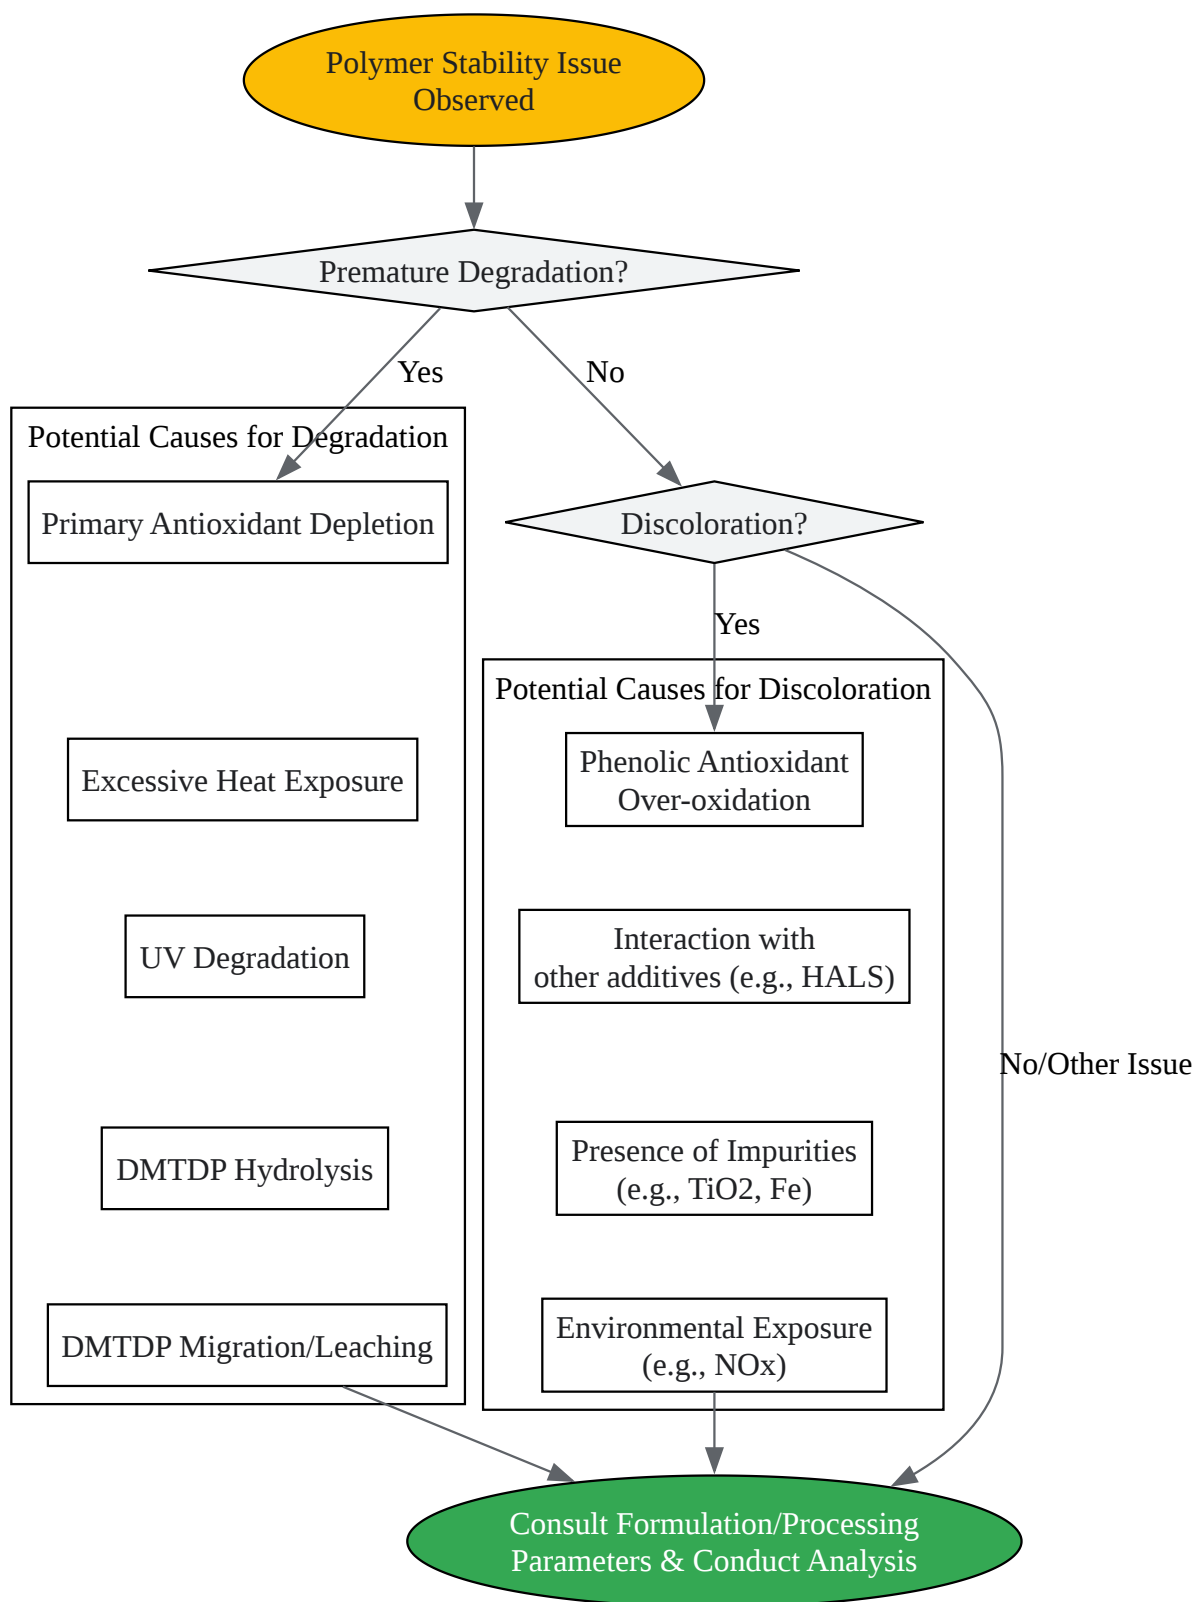 Polymer Stability Issue
Observed
Premature Degradation?
Yes
No
Potential Causes for Degradation
Primary Antioxidant Depletion
Excessive Heat Exposure
UV Degradation
DMTDP Hydrolysis
DMTDP Migration/Leaching
Discoloration?
Yes
Potential Causes for Discoloration
Phenolic Antioxidant
Over-oxidation
Interaction with
other additives (e.g., HALS)
Presence of Impurities
(e.g., TiO2, Fe)
Environmental Exposure
(e.g., NOx)
No/Other Issue
Consult Formulation/Processing
Parameters & Conduct Analysis